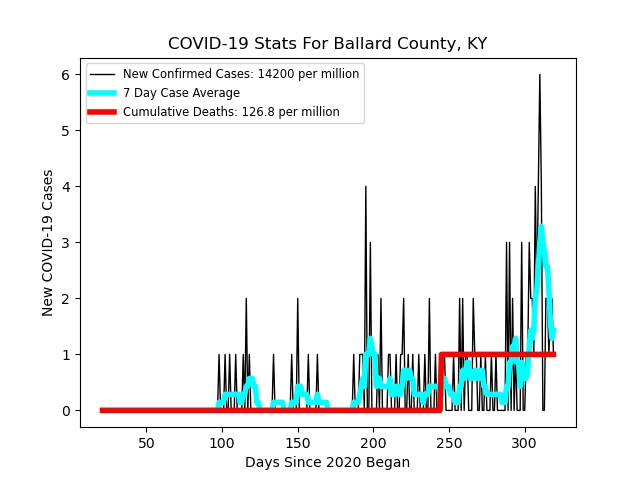 COVID-19 Stats For Ballard County, KY
New Confirmed Cases: 14200 per million
7 Day Case Average
Cumulative Deaths: 126.8 per million
New COVID-19 Cases
6
5
4
3
2
1
0
50 100 150 200 250 300
Days Since 2020 Began